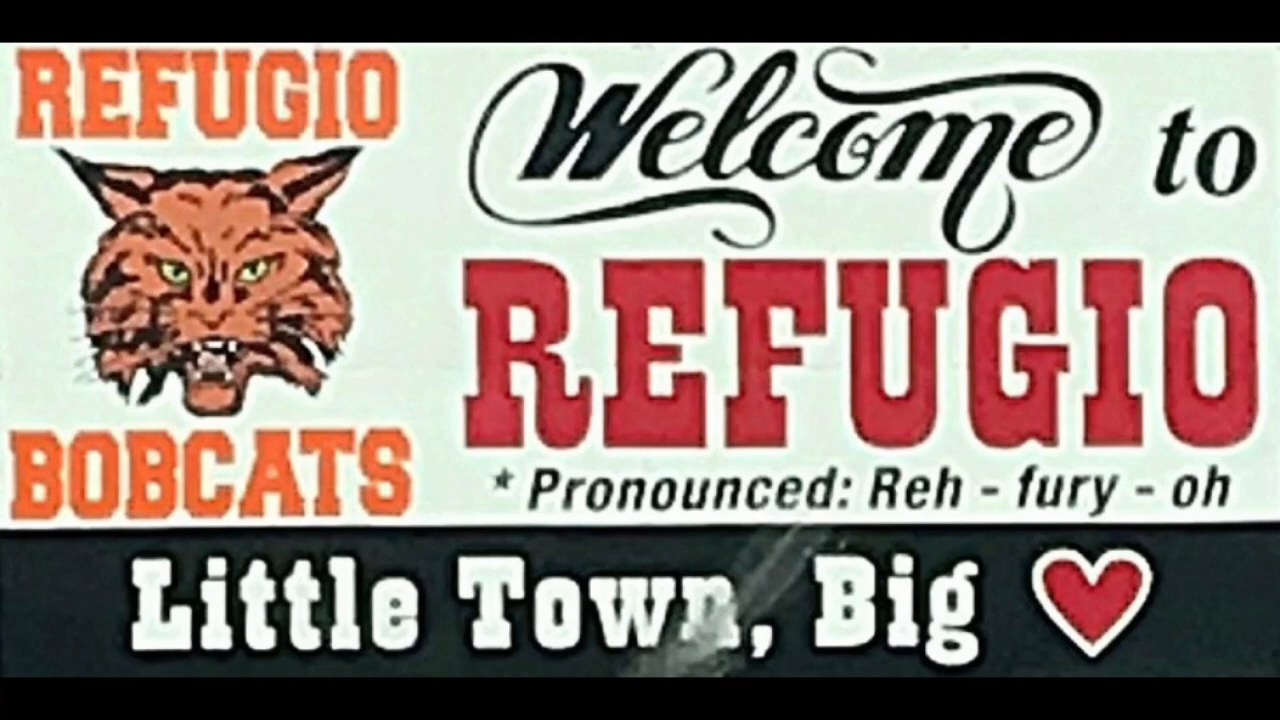 REFUGIO
BOBCATS
Welcome to
REFUGIO
* Pronounced: Reh - fury - oh
Little Town, Big